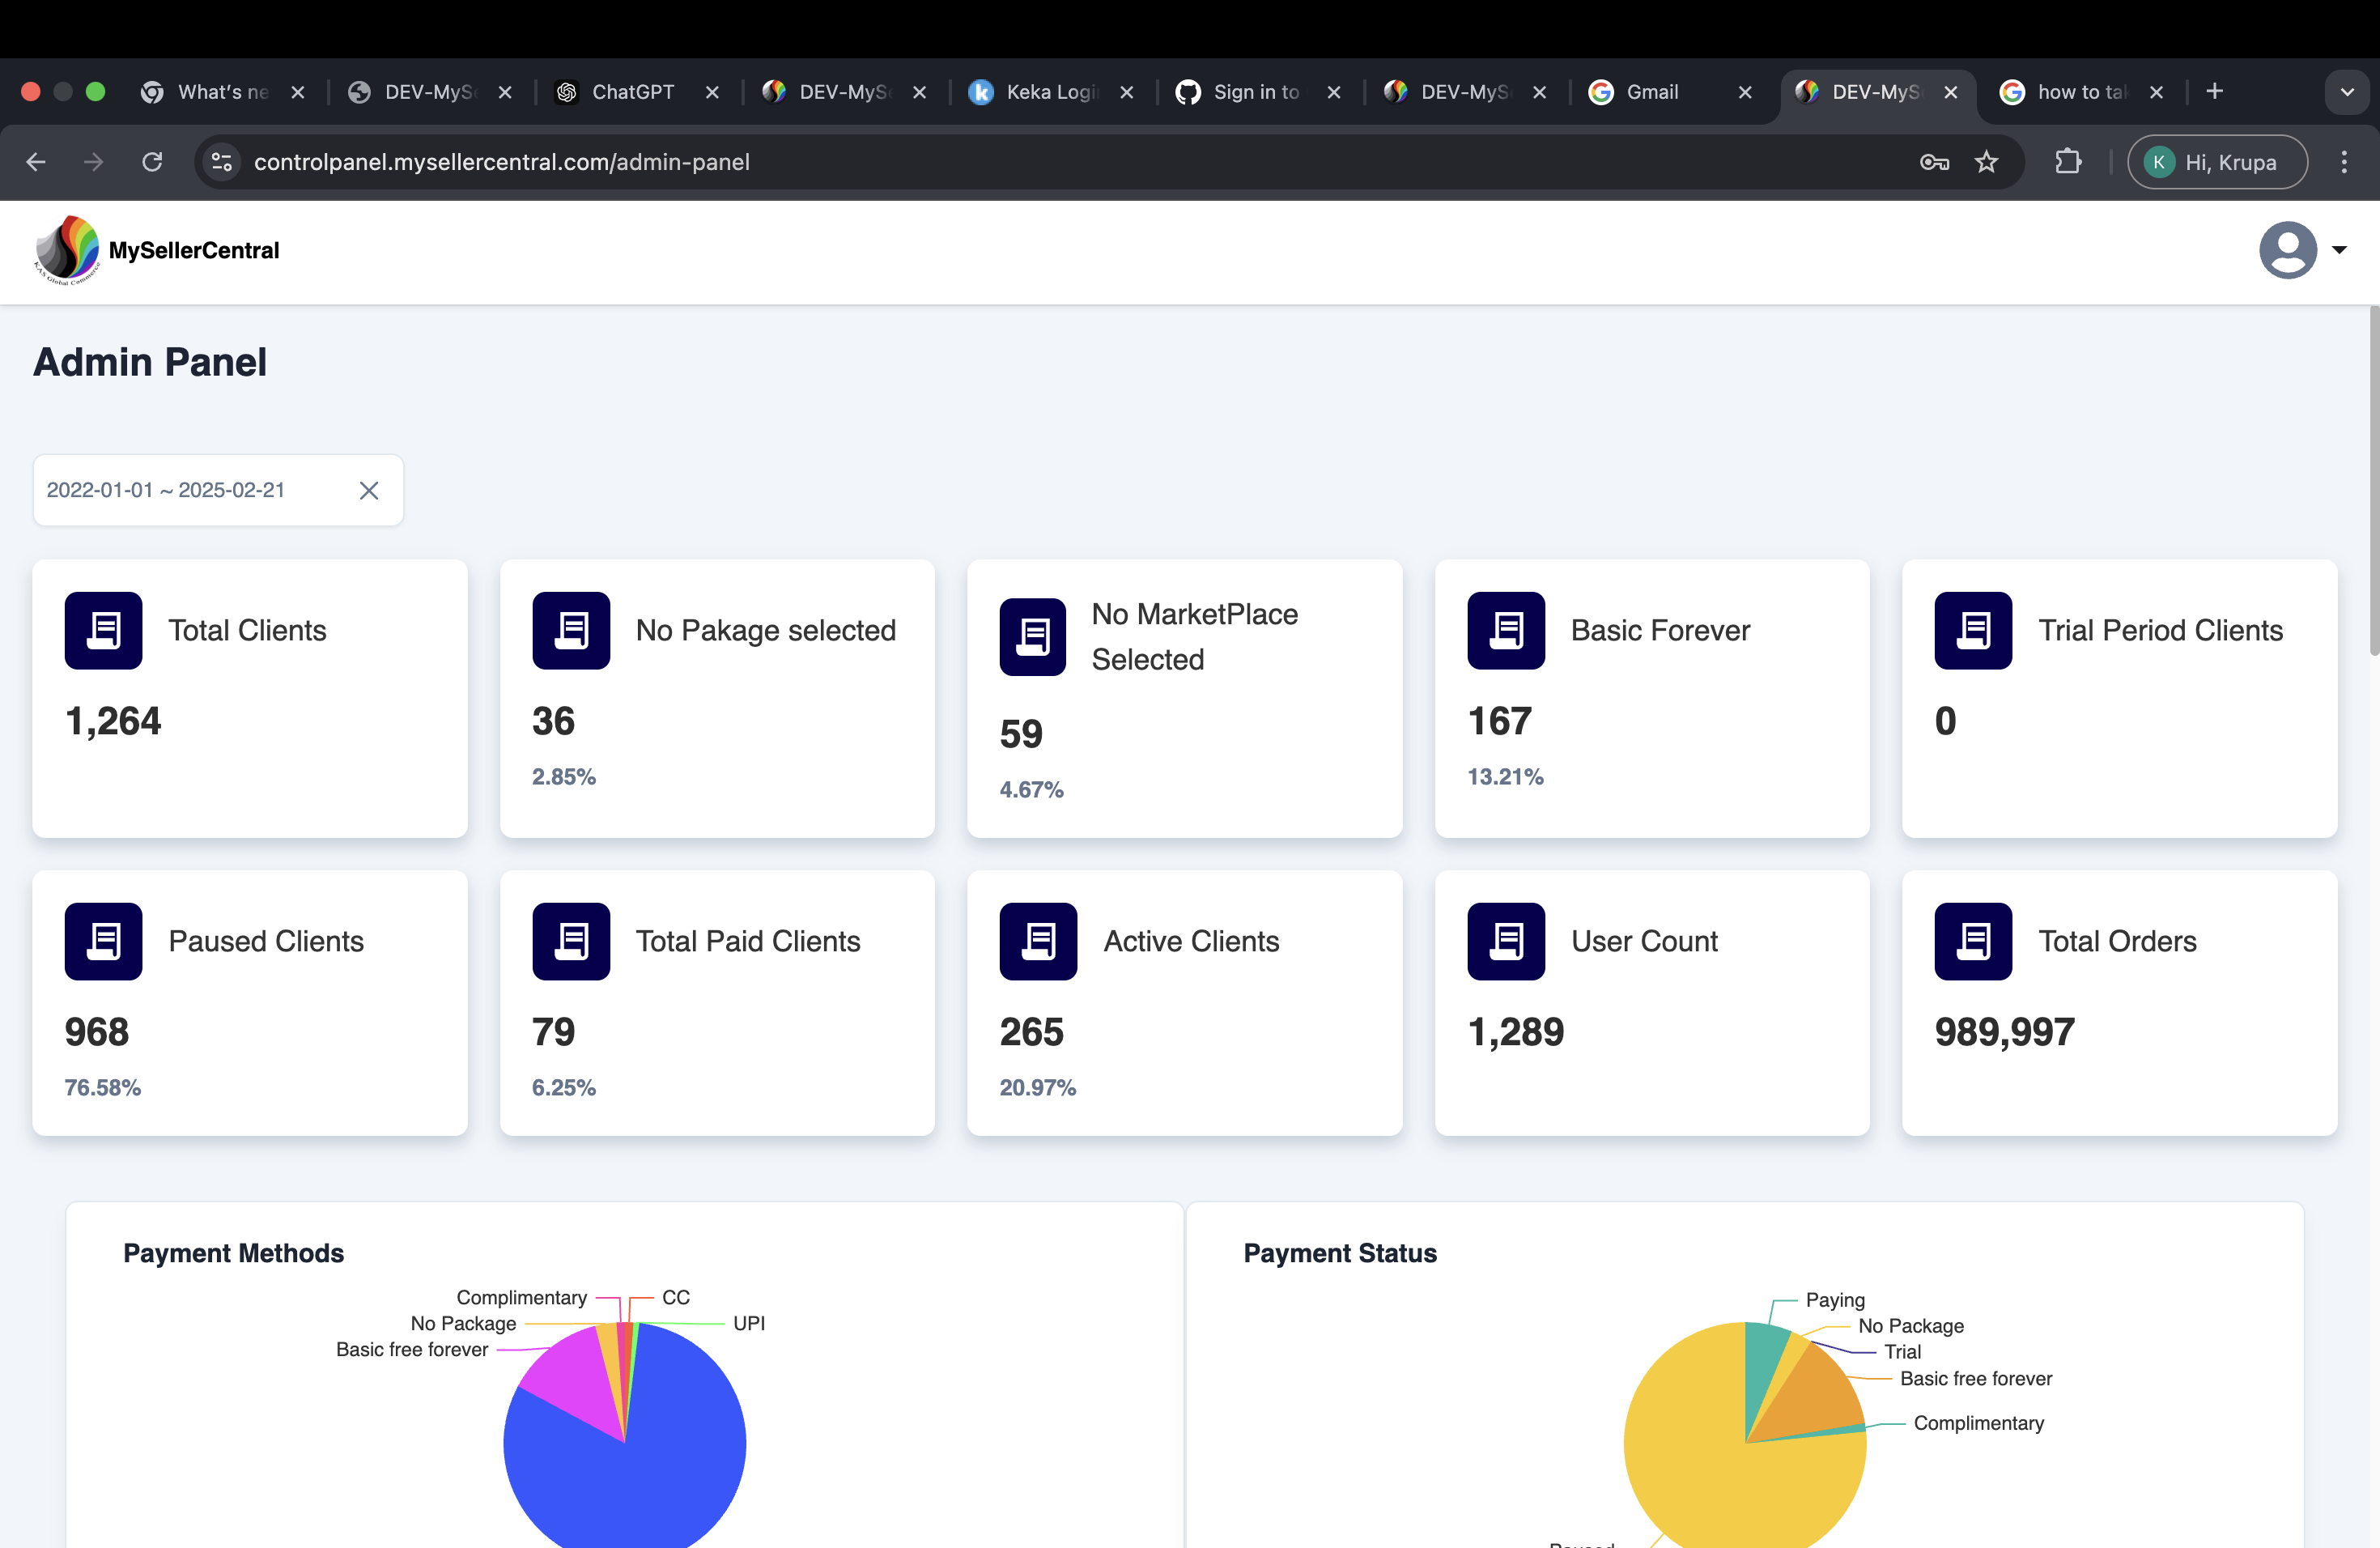 What's ne
DEV-MyS
ChatGPT
DEV-MyS
Keka Logi
Sign in to
DEV-MyS
Gmail
DEV-MyS
how to ta
controlpanel.mysellercentral.com/admin-panel
K
Hi, Krupa
KAS Global Commerce
MySellerCentral
Admin Panel
2022-01-01 ~ 2025-02-21
Total Clients
1,264
No Pakage selected
36
2.85%
No MarketPlace
Selected
59
4.67%
Basic Forever
167
13.21%
Trial Period Clients
0
Paused Clients
968
76.58%
Total Paid Clients
79
6.25%
Active Clients
265
20.97%
User Count
1,289
Total Orders
989,997
Payment Methods
Complimentary
CC
No Package
UPI
Basic free forever
Payment Status
Paying
No Package
Trial
Basic free forever
Complimentary